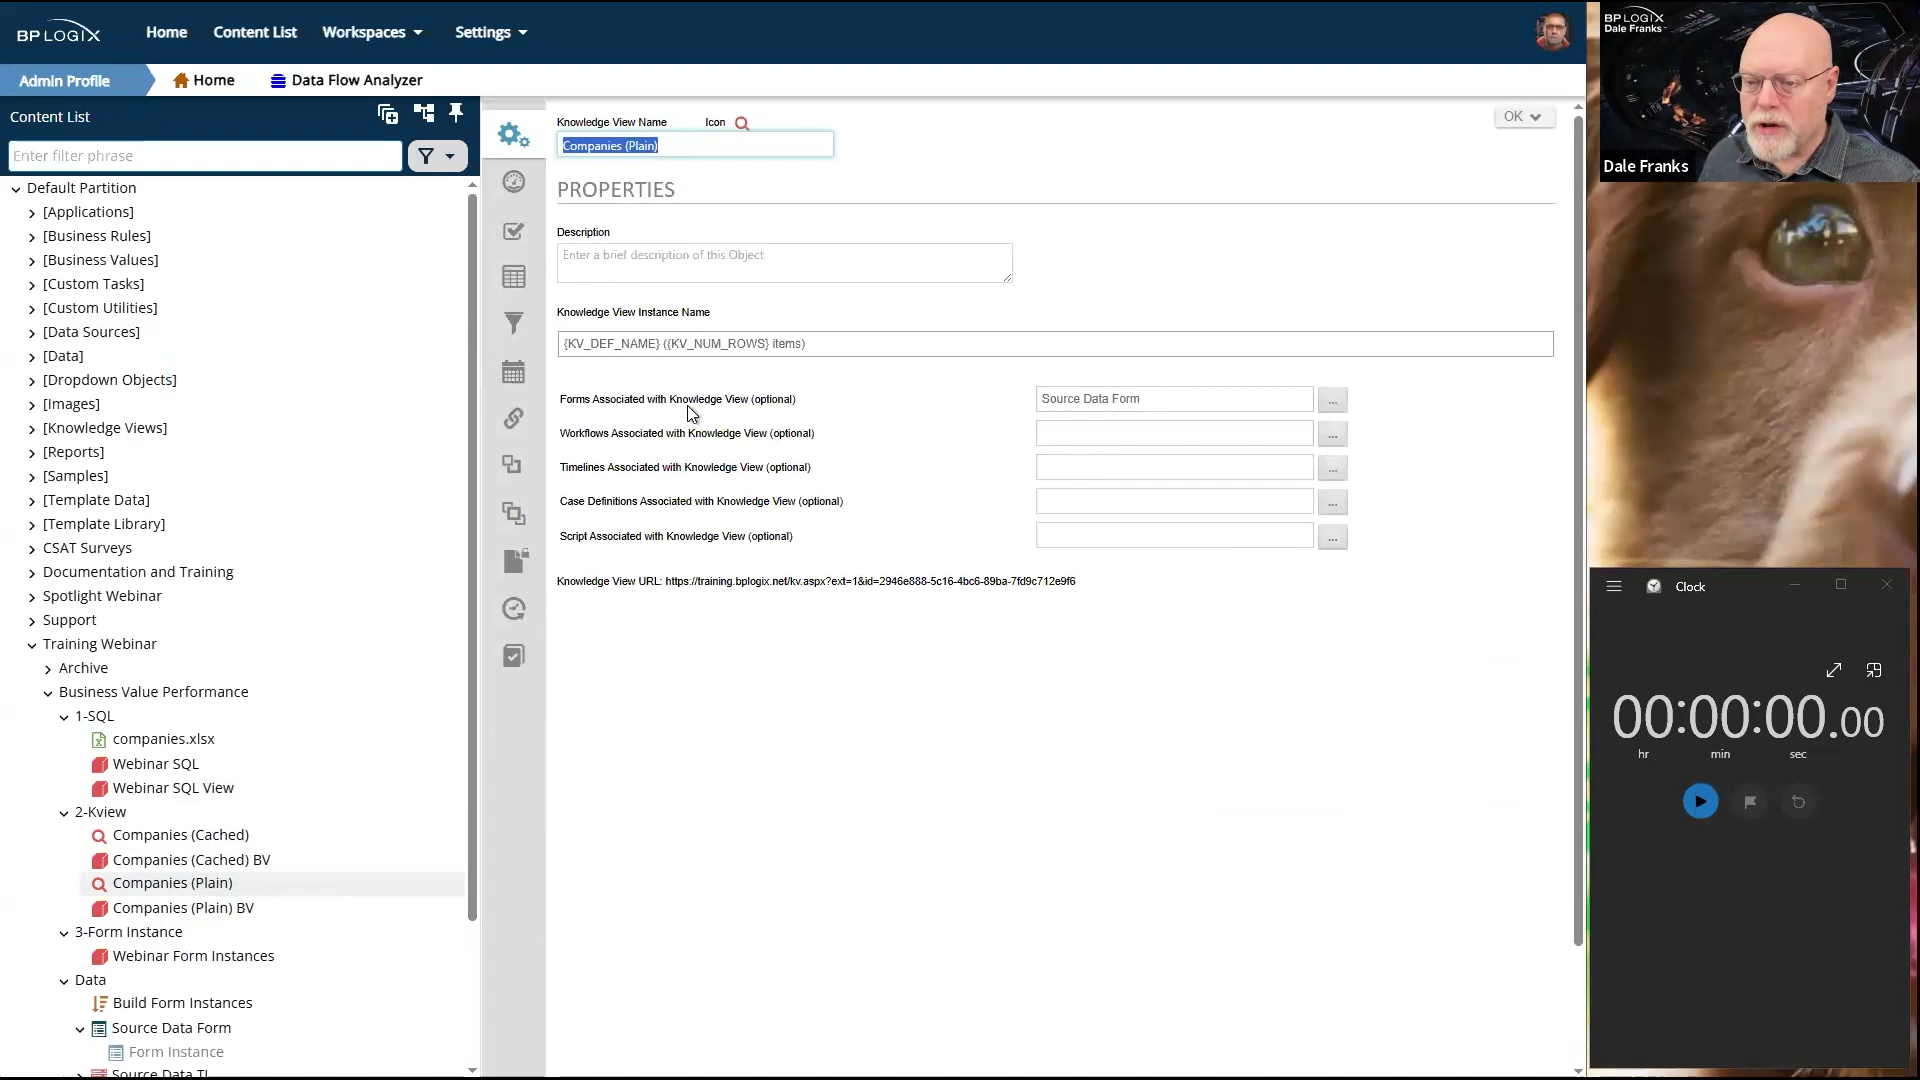 BP LOGIX
Home
Content List
Workspaces
Settings
Admin Profile
Home
Data Flow Analyzer
Content List
Enter filter phrase
Default Partition
[Applications]
[Business Rules]
[Business Values]
[Custom Tasks]
[Custom Utilities]
[Data Sources]
[Data]
[Dropdown Objects]
[Images]
[Knowledge Views]
[Reports]
[Samples]
[Template Data]
[Template Library]
CSAT Surveys
Documentation and Training
Spotlight Webinar
Support
Training Webinar
Archive
Business Value Performance
1-SQL
companies.xlsx
Webinar SQL
Webinar SQL View
2-Kview
Companies (Cached)
Companies (Cached) BV
Companies (Plain)
Companies (Plain) BV
3-Form Instance
Webinar Form Instances
Data
Build Form Instances
Source Data Form
Form Instance
Source Data TL
Knowledge View Name
Icon
OK
Companies (Plain)
PROPERTIES
Description
Enter a brief description of this Object
Knowledge View Instance Name
{KV_DEF_NAME} ({KV_NUM_ROWS} items)
Forms Associated with Knowledge View (optional)
Source Data Form
...
Workflows Associated with Knowledge View (optional)
...
Timelines Associated with Knowledge View (optional)
...
Case Definitions Associated with Knowledge View (optional)
...
Script Associated with Knowledge View (optional)
...
Knowledge View URL: https://training.bplogix.net/kv.aspx?ext=1&id=2946e888-5c16-4bc6-89ba-7fd9c712e9f6
BP LOGIX
Dale Franks
Dale Franks
Clock
00:00:00.00
hr
min
sec